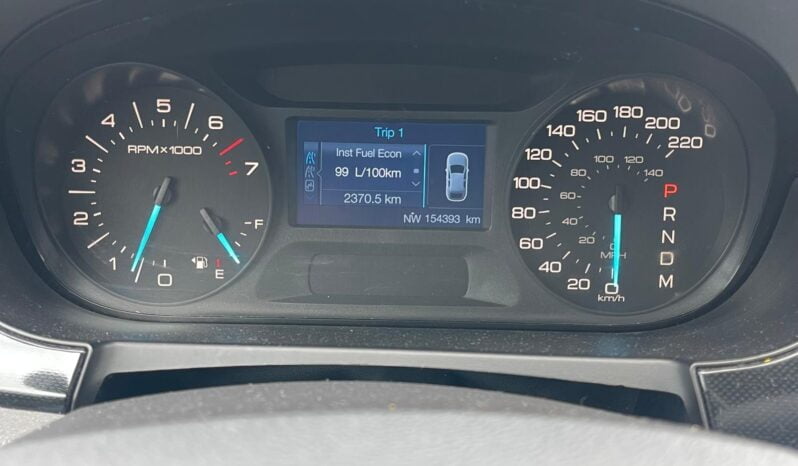 0
1
2
3
4
5
6
7
RPM×1000
F
E
Trip 1
Inst Fuel Econ
99 L/100km
2370.5 km
NW 154393 km
0
20
40
60
80
100
120
140
160
180
200
220
km/h
0
20
40
60
80
100
120
140
MPH
P
R
N
D
M